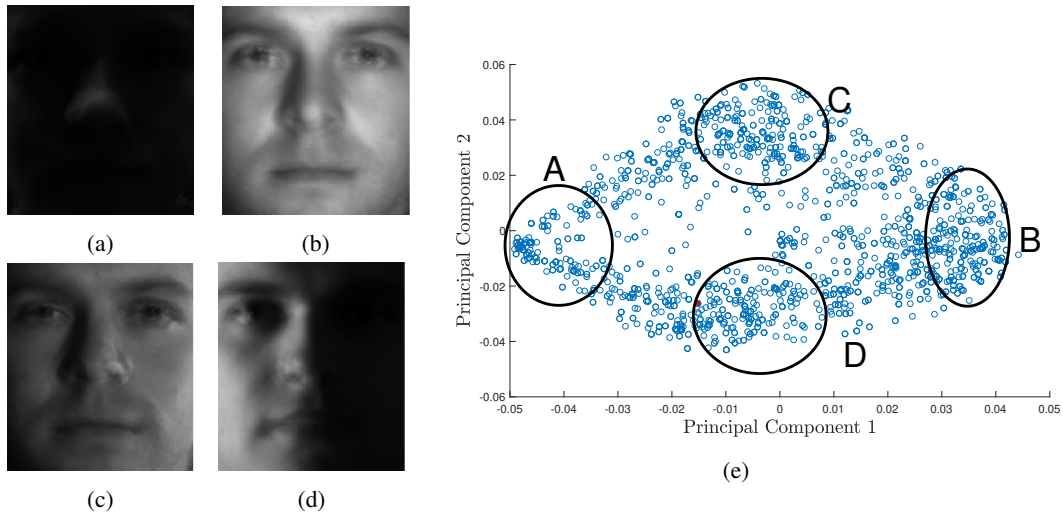 (a)
(b)
(c)
(d)
0.06
0.04
0.02
0
-0.02
-0.04
-0.06
Principal Component 2
-0.05 -0.04 -0.03 -0.02 -0.01 0 0.01 0.02 0.03 0.04 0.05
Principal Component 1
A
B
C
D
(e)